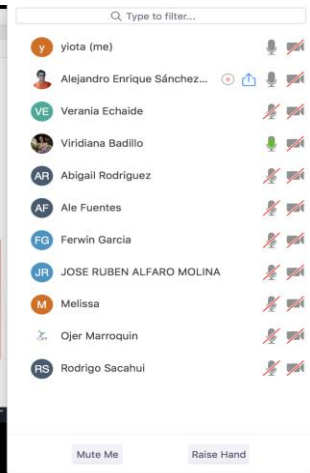 Type to filter...
y yiota (me)
Alejandro Enrique Sánchez...
VE Verania Echaide
Viridiana Badillo
AR Abigail Rodriguez
AF Ale Fuentes
FG Ferwin Garcia
JR JOSE RUBEN ALFARO MOLINA
M Melissa
Ojer Marroquin
RS Rodrigo Sacahui
Mute Me Raise Hand